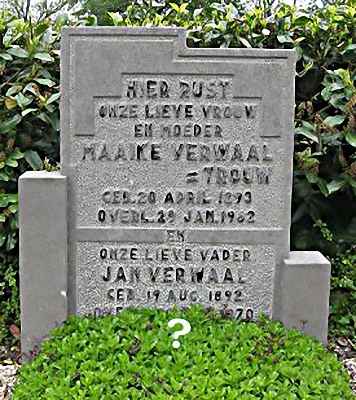 HIER RUST
ONZE LIEVE VROUW
EN MOEDER
MAAIKE VERWAAL
=TROUW
GEB. 20 APRIL 1893
OVERL. 29 JAN. 1962
EN
ONZE LIEVE VADER
JAN VERWAAL
GEB. 19 AUG. 1892
?